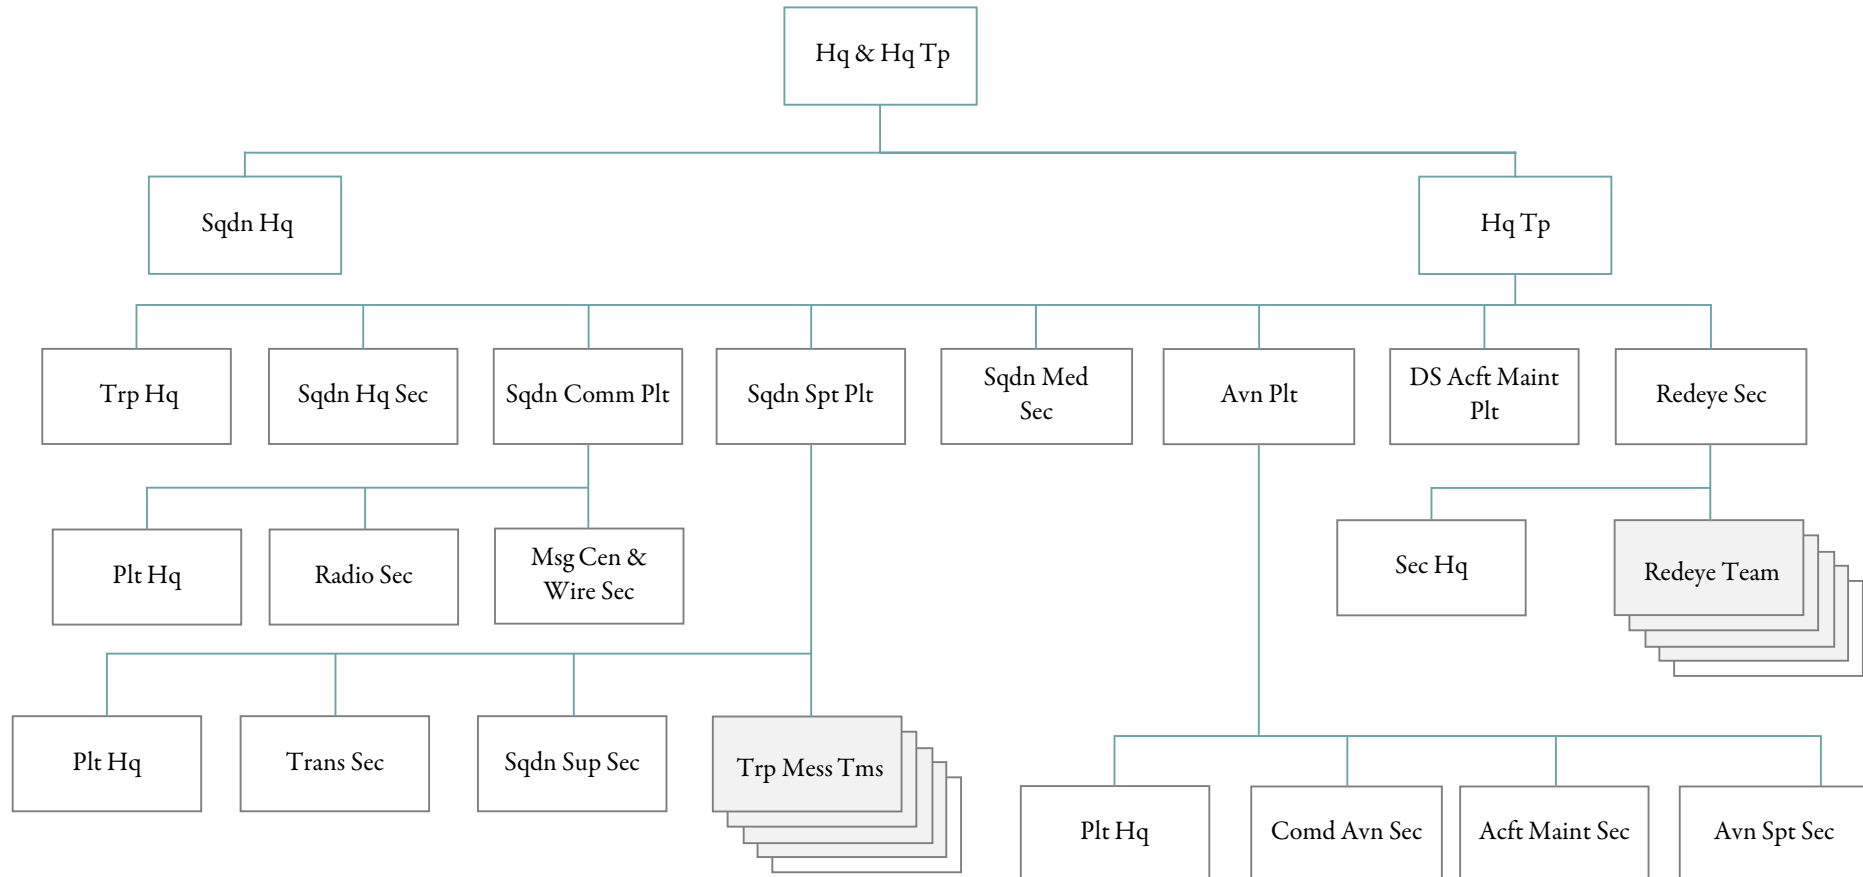 Hq & Hq Tp
Sqdn Hq
Hq Tp
Trp Hq
Sqdn Hq Sec
Sqdn Comm Plt
Sqdn Spt Plt
Sqdn Med
Sec
Avn Plt
DS Acft Maint
Plt
Redeye Sec
Plt Hq
Radio Sec
Msg Cen &
Wire Sec
Sec Hq
Redeye Team
Plt Hq
Trans Sec
Sqdn Sup Sec
Trp Mess Tms
Plt Hq
Comd Avn Sec
Acft Maint Sec
Avn Spt Sec